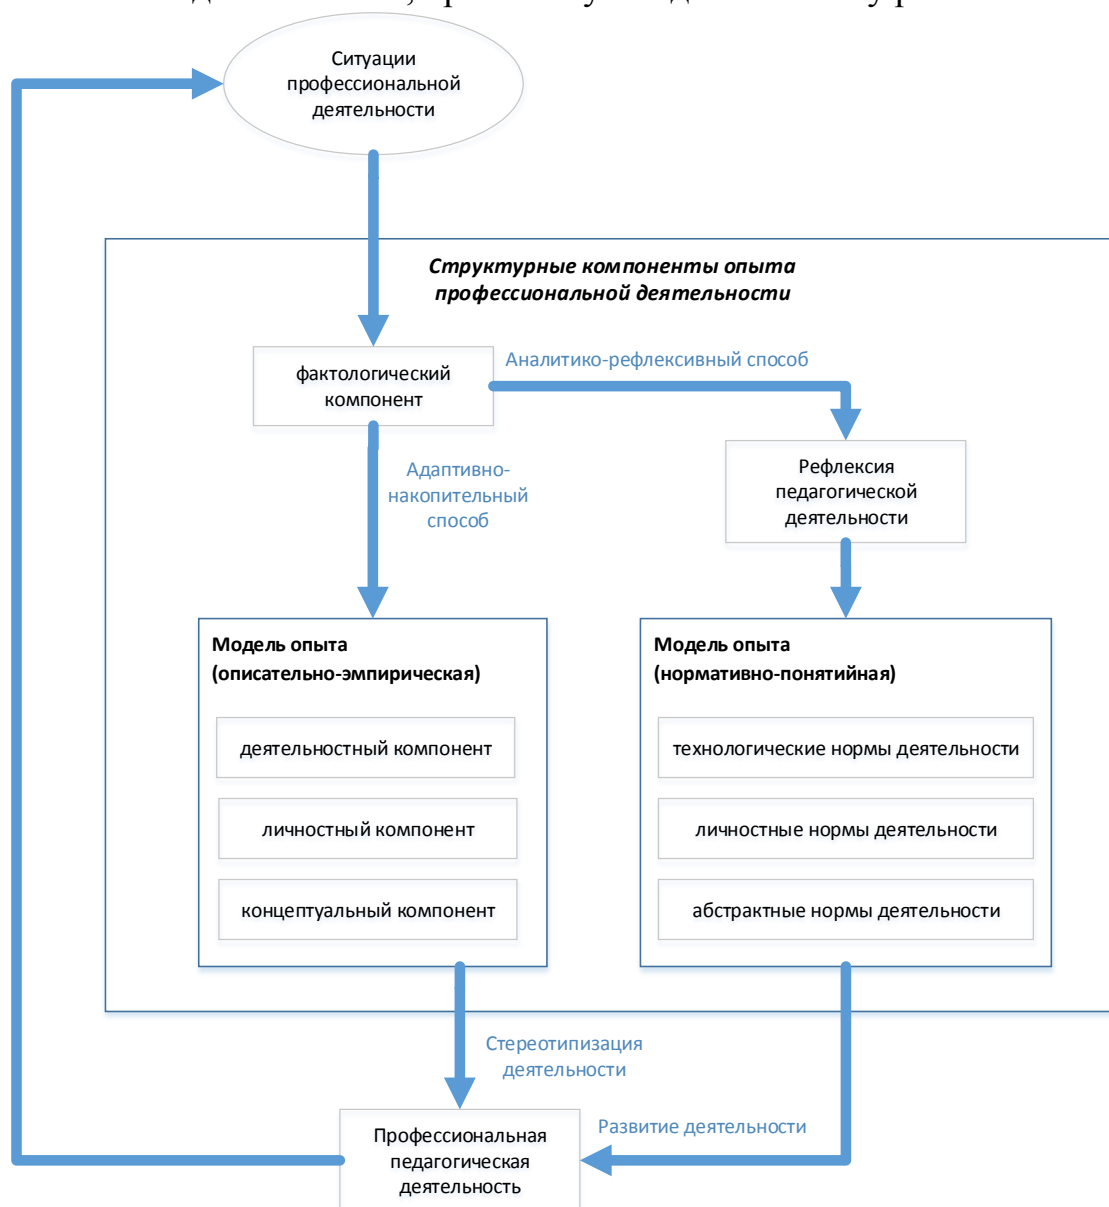 Ситуации
профессиональной
деятельности
Структурные компоненты опыта
профессиональной деятельности
фактологический
компонент
Аналитико-рефлексивный способ
Адаптивно-
накопительный
способ
Рефлексия
педагогической
деятельности
Модель опыта
(описательно-эмпирическая)
деятельностный компонент
личностный компонент
концептуальный компонент
Модель опыта
(нормативно-понятийная)
технологические нормы деятельности
личностные нормы деятельности
абстрактные нормы деятельности
Стереотипизация
деятельности
Развитие деятельности
Профессиональная
педагогическая
деятельность